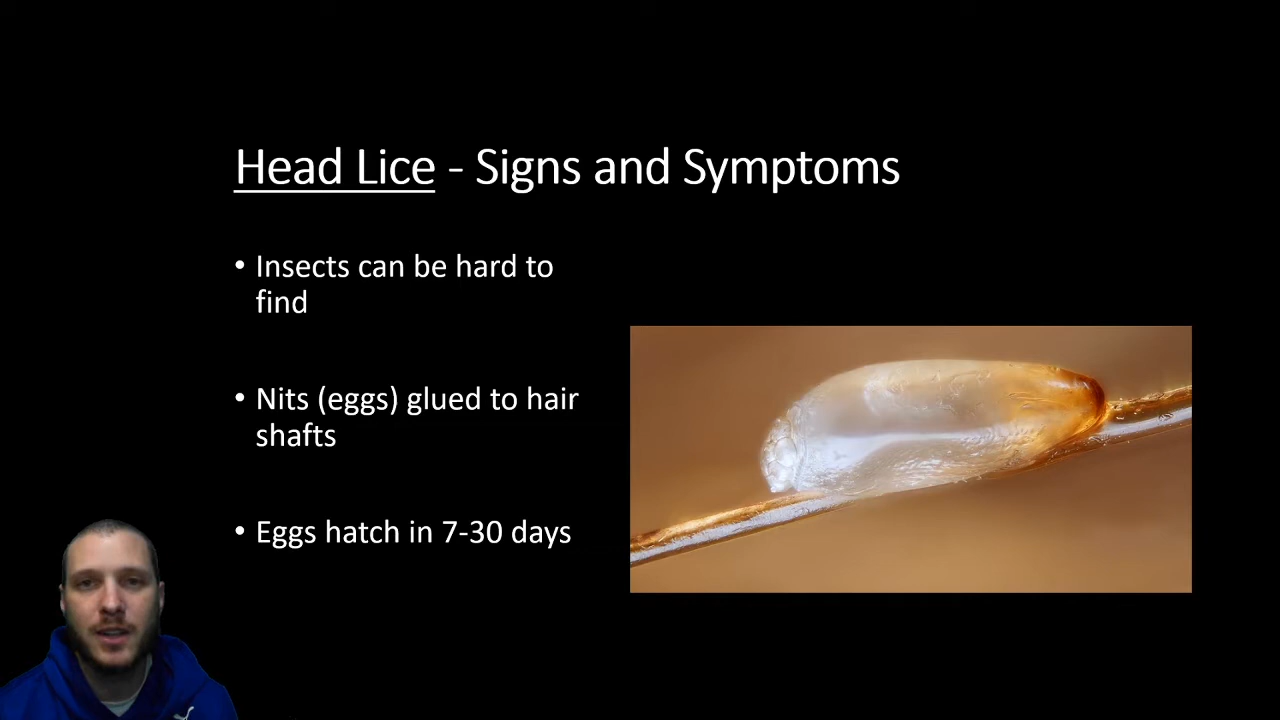 Head Lice - Signs and Symptoms
• Insects can be hard to
find
• Nits (eggs) glued to hair
shafts
• Eggs hatch in 7-30 days